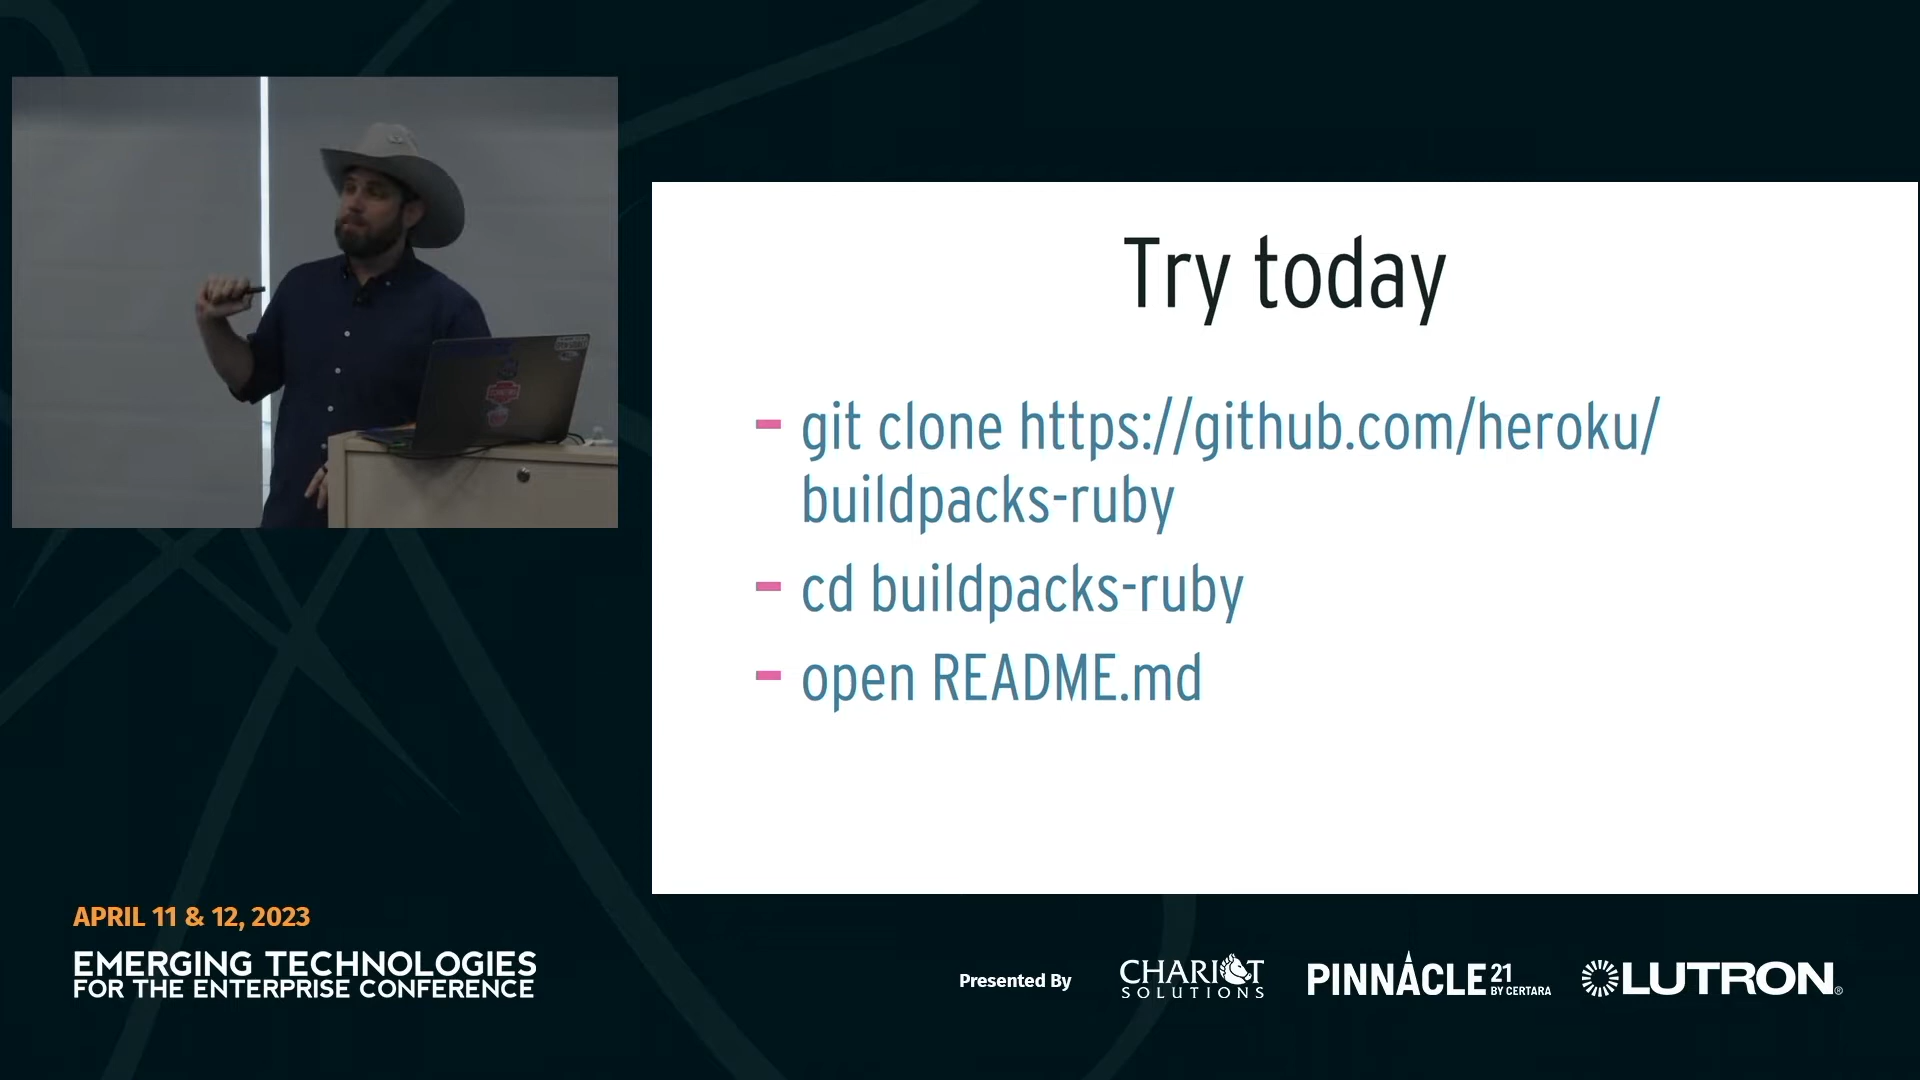 Try today
- git clone https://github.com/heroku/
buildpacks-ruby
- cd buildpacks-ruby
- open README.md
APRIL 11 & 12, 2023
EMERGING TECHNOLOGIES
FOR THE ENTERPRISE CONFERENCE
Presented By
CHARIOT
SOLUTIONS
PINNACLE 21
BY CERTARA
LUTRON®